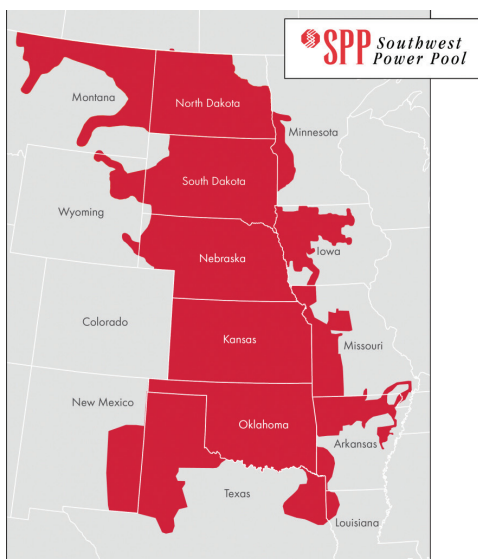 SPP Southwest
Power Pool
Montana
North Dakota
Minnesota
South Dakota
Wyoming
Nebraska
Iowa
Colorado
Kansas
Missouri
New Mexico
Oklahoma
Arkansas
Texas
Louisiana